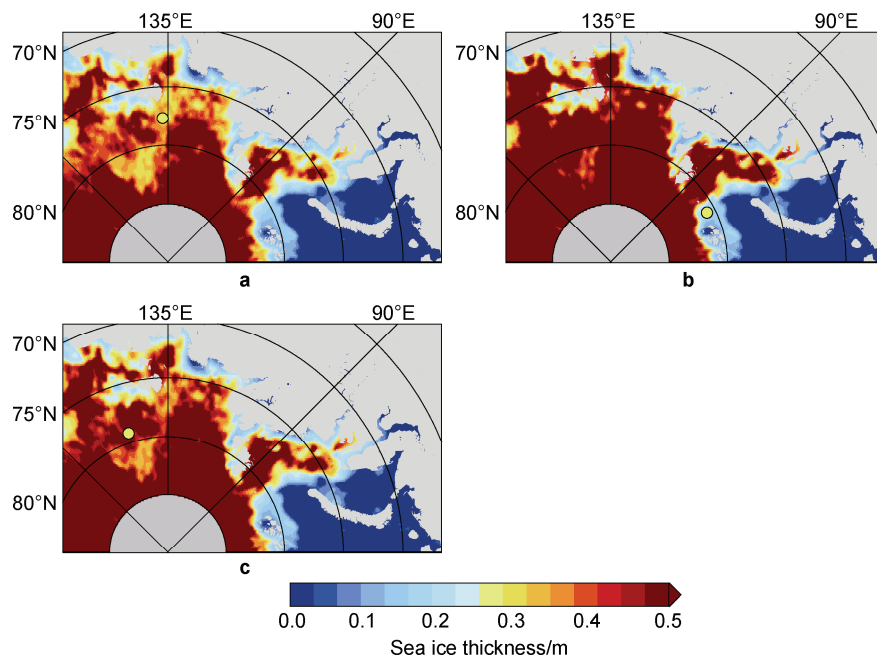 135°E 90°E 135°E 90°E
70°N 70°N
75°N 75°N
80°N 80°N
a b
135°E 90°E
70°N
75°N
80°N
c
0.0 0.1 0.2 0.3 0.4 0.5
Sea ice thickness/m